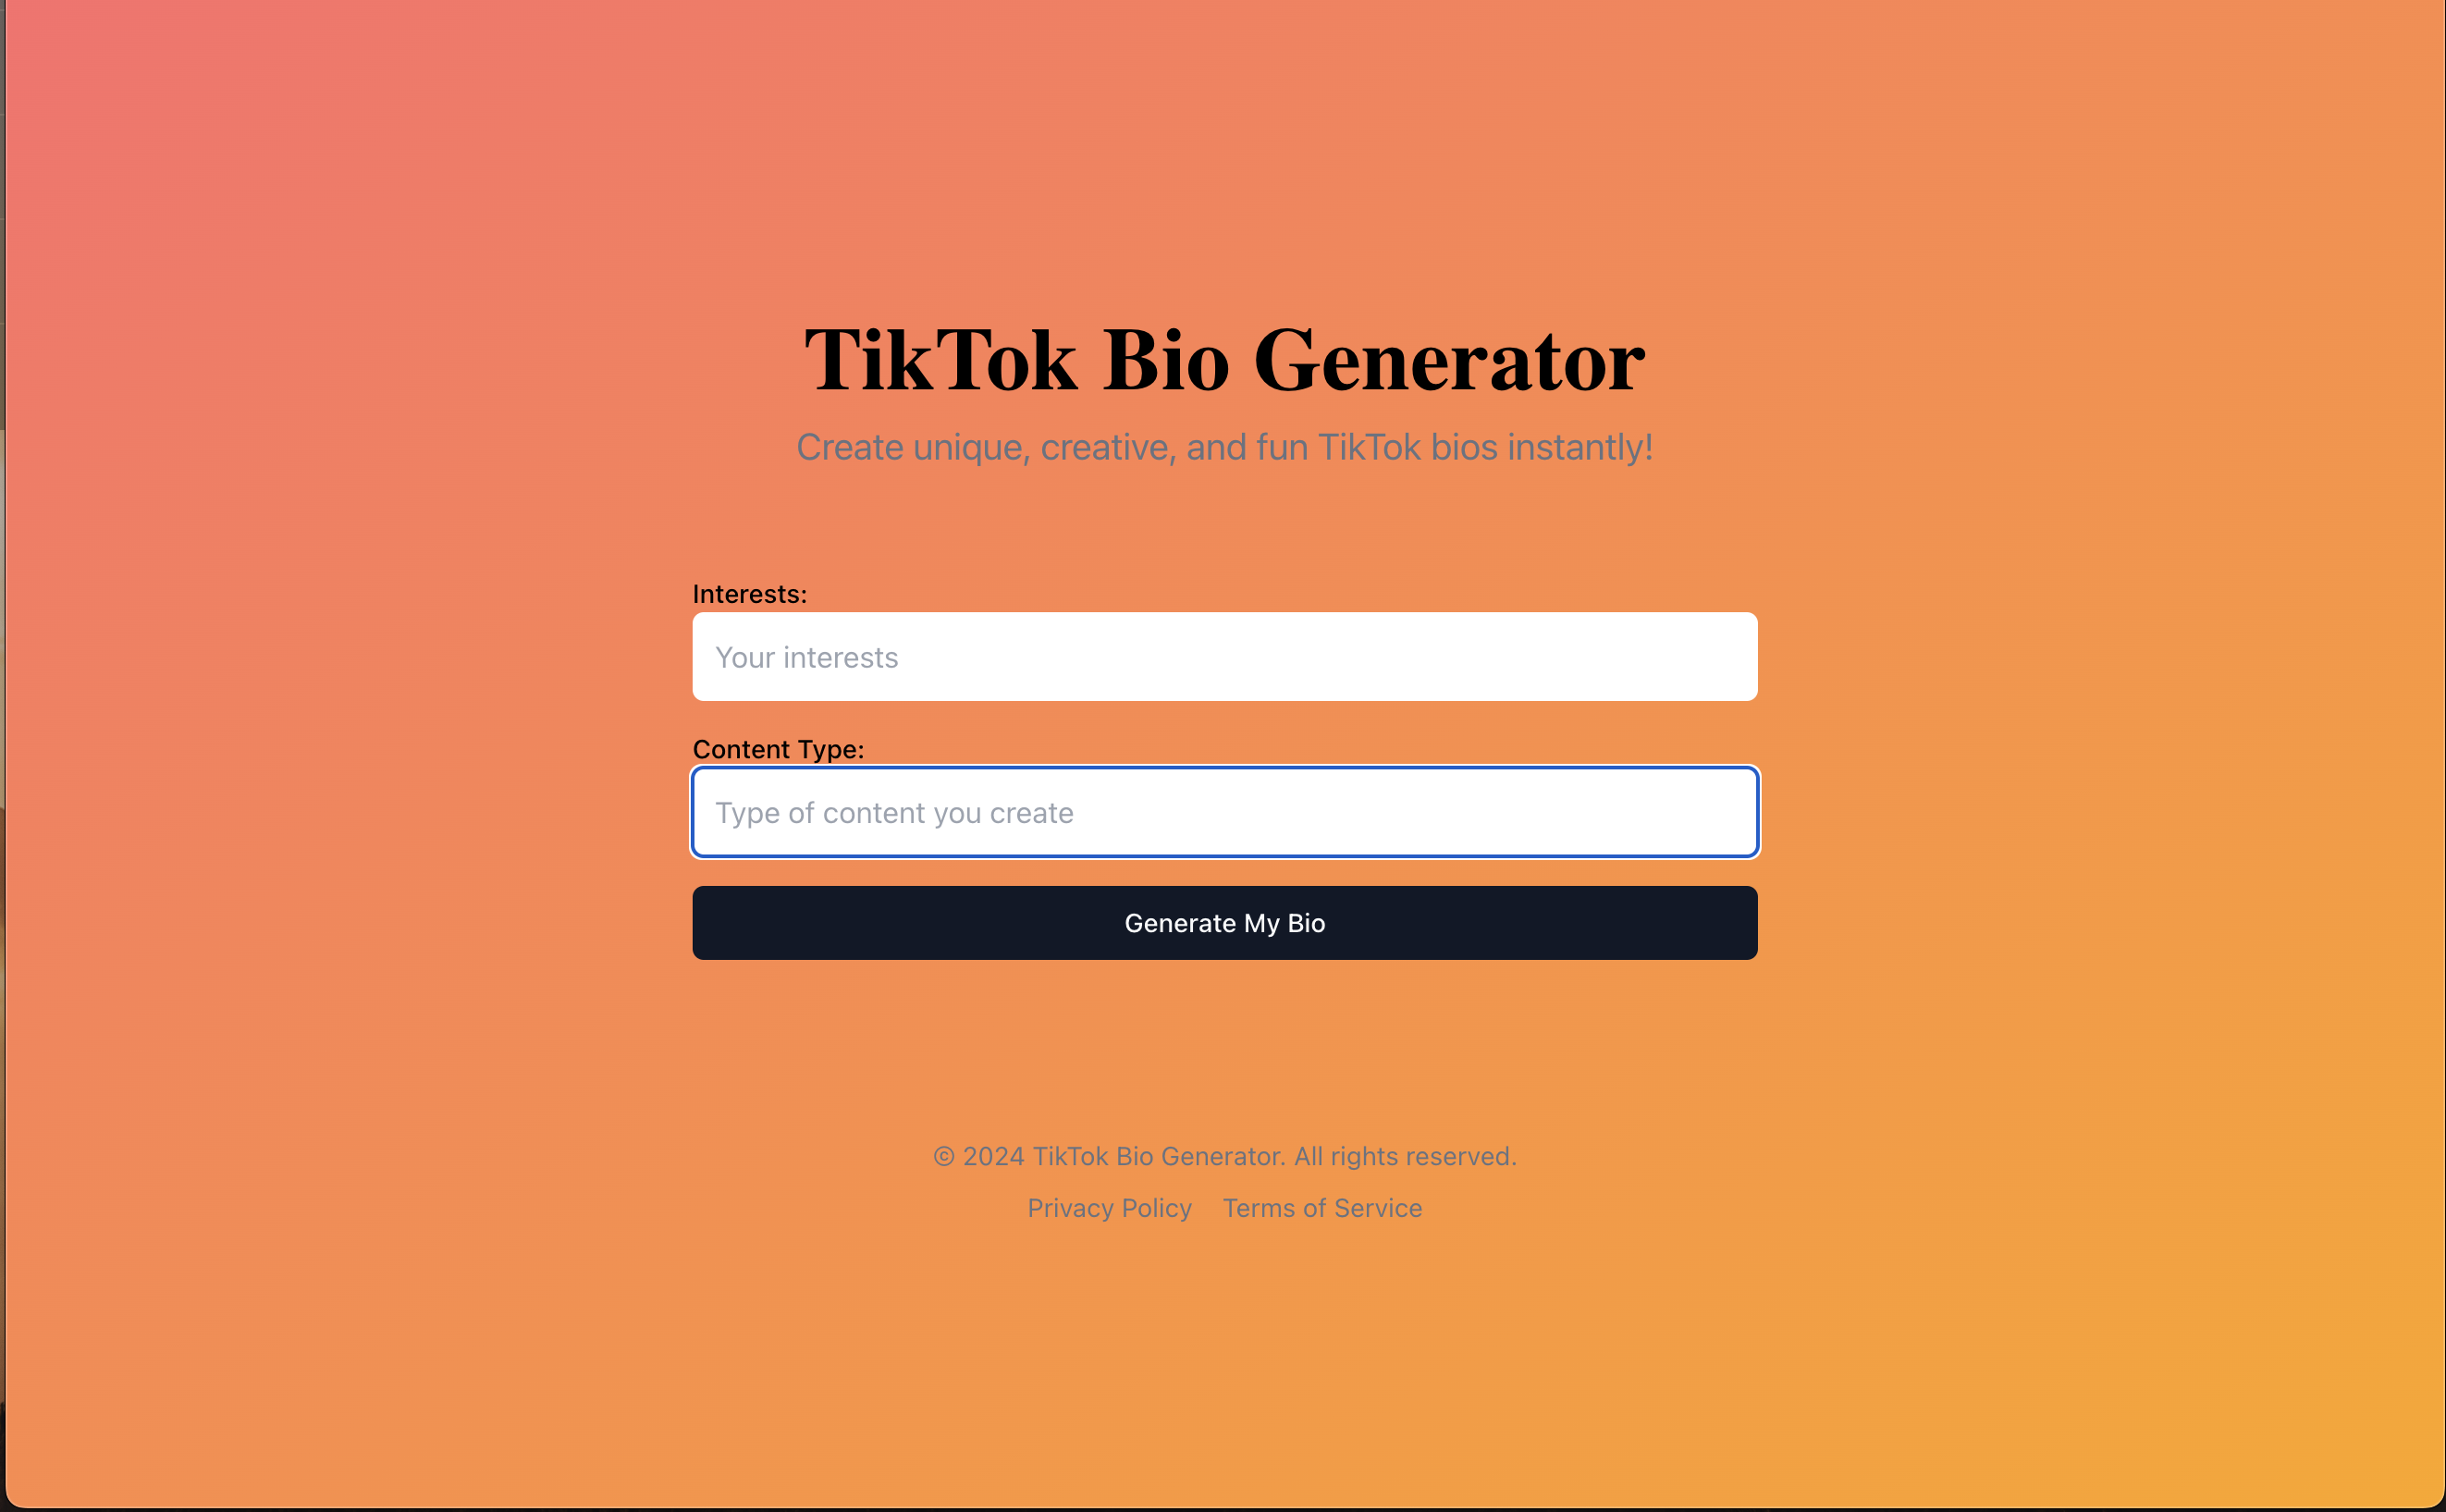 TikTok Bio Generator
Create unique, creative, and fun TikTok bios instantly!
Interests:
Your interests
Content Type:
Type of content you create
Generate My Bio
© 2024 TikTok Bio Generator. All rights reserved.
Privacy Policy Terms of Service